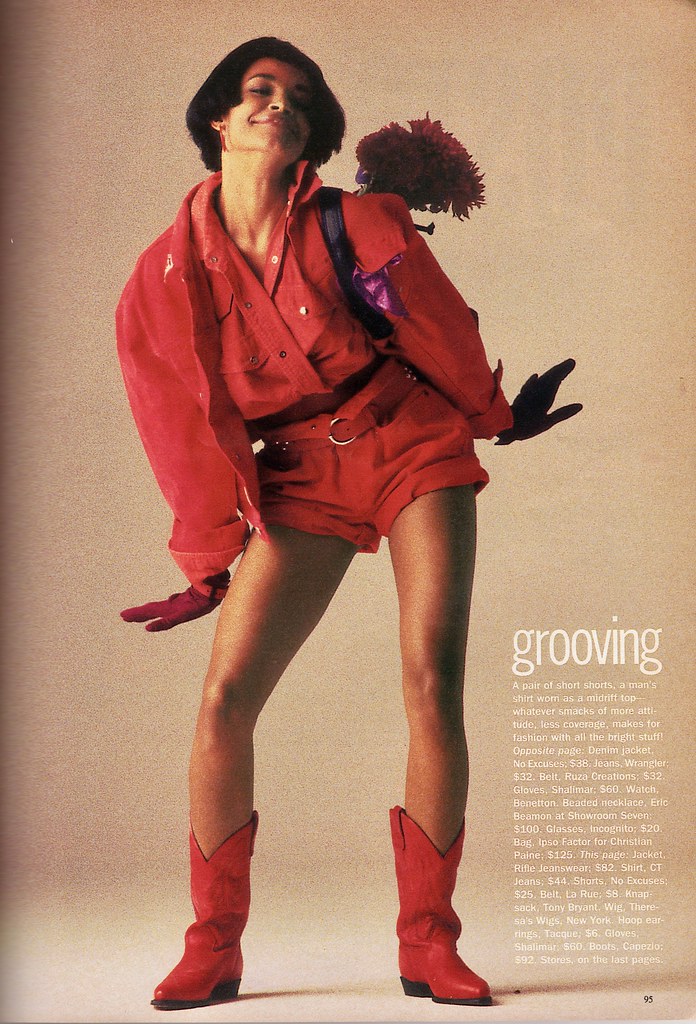 grooving
A pair of short shorts, a man's
shirt worn as a midriff top—
whatever smacks of more atti-
tude, less coverage, makes for
fashion with all the bright stuff!
Opposite page: Denim jacket,
No Excuses; $38. Jeans, Wrangler;
$32. Belt, Ruza Creations; $32.
Gloves, Shalimar; $60. Watch,
Benetton. Beaded necklace, Eric
Beamon at Showroom Seven;
$100. Glasses, Incognito; $20.
Bag, Ipso Factor for Christian
Paine; $125. This page: Jacket,
Rifle Jeanswear; $82. Shirt, CT
Jeans; $44. Shorts, No Excuses;
$25. Belt, La Rue; $8. Knap-
sack, Tony Bryant. Wig, There-
sa's Wigs, New York. Hoop ear-
rings, Tacque; $6. Gloves,
Shalimar; $60. Boots, Capezio;
$92. Stores, on the last pages.
95